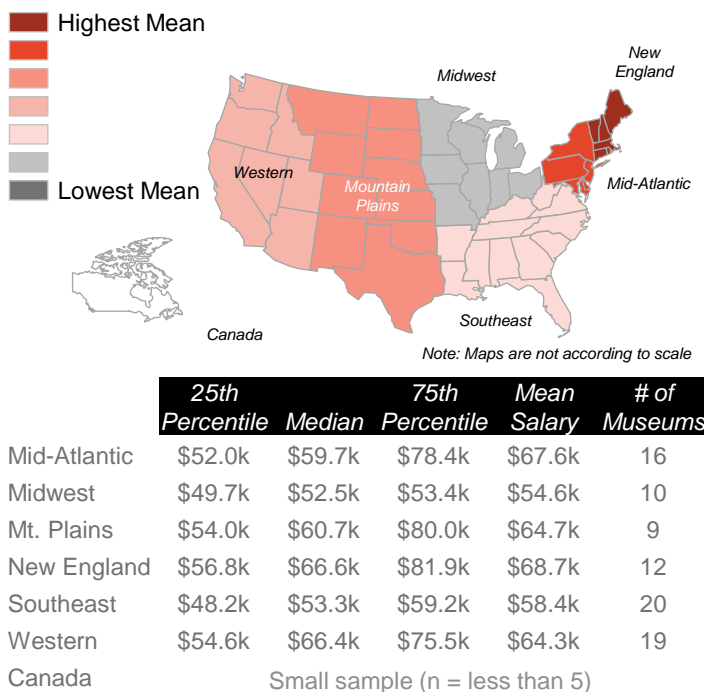 Highest Mean
Lowest Mean
Midwest
New
England
Western
Mountain
Plains
Mid-Atlantic
Southeast
Canada
Note: Maps are not according to scale
25th Percentile Median 75th Percentile Mean Salary # of Museums
Mid-Atlantic $52.0k $59.7k $78.4k $67.6k 16
Midwest $49.7k $52.5k $53.4k $54.6k 10
Mt. Plains $54.0k $60.7k $80.0k $64.7k 9
New England $56.8k $66.6k $81.9k $68.7k 12
Southeast $48.2k $53.3k $59.2k $58.4k 20
Western $54.6k $66.4k $75.5k $64.3k 19
Canada Small sample (n = less than 5)